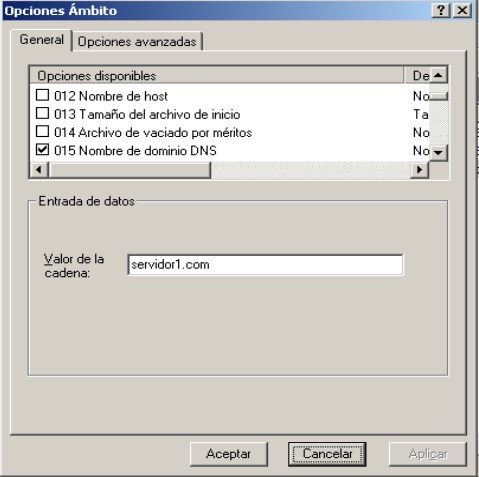 Opciones Ámbito
General Opciones avanzadas
Opciones disponibles De
012 Nombre de host No
013 Tamaño del archivo de inicio Ta
014 Archivo de vaciado por méritos No
015 Nombre de dominio DNS No
Entrada de datos
Valor de la
cadena:
servidor1.com
Aceptar Cancelar Aplicar